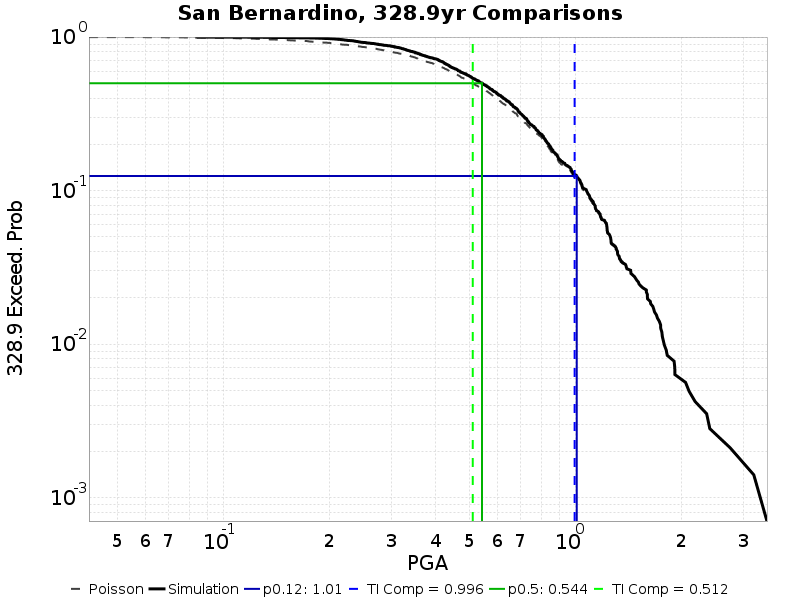 San Bernardino, 328.9yr Comparisons
328.9 Exceed. Prob
10^0
10^-1
10^-2
10^-3
5 6 7 10^-1 2 3 4 5 6 7 10^0 2 3
PGA
Poisson Simulation p0.12: 1.01 TI Comp = 0.996 p0.5: 0.544 TI Comp = 0.512